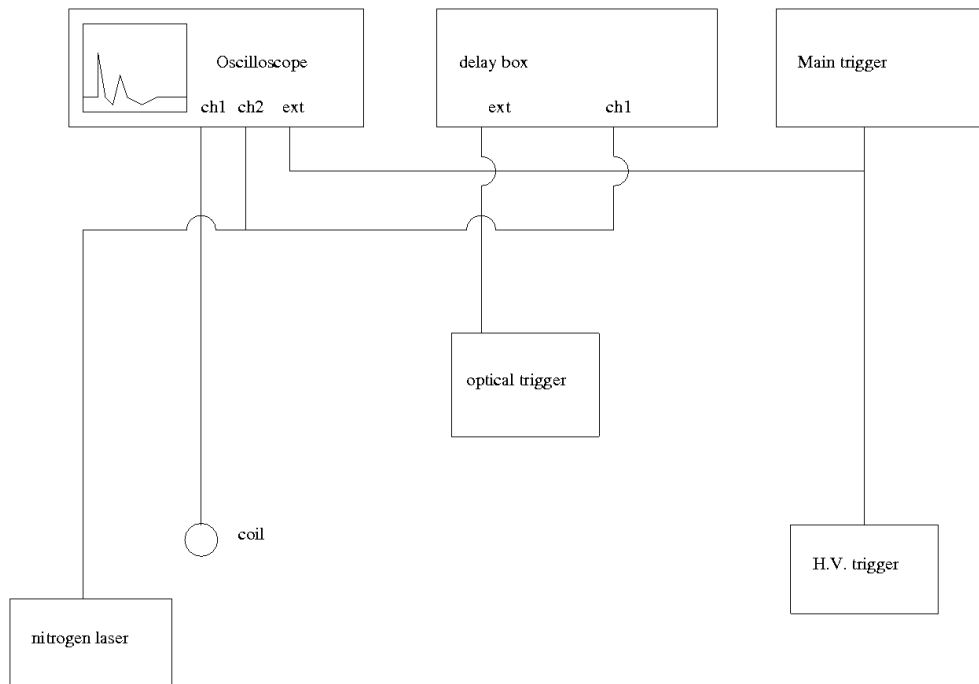 Oscilloscope
ch1 ch2 ext
delay box
ext ch1
Main trigger
optical trigger
coil
H.V. trigger
nitrogen laser